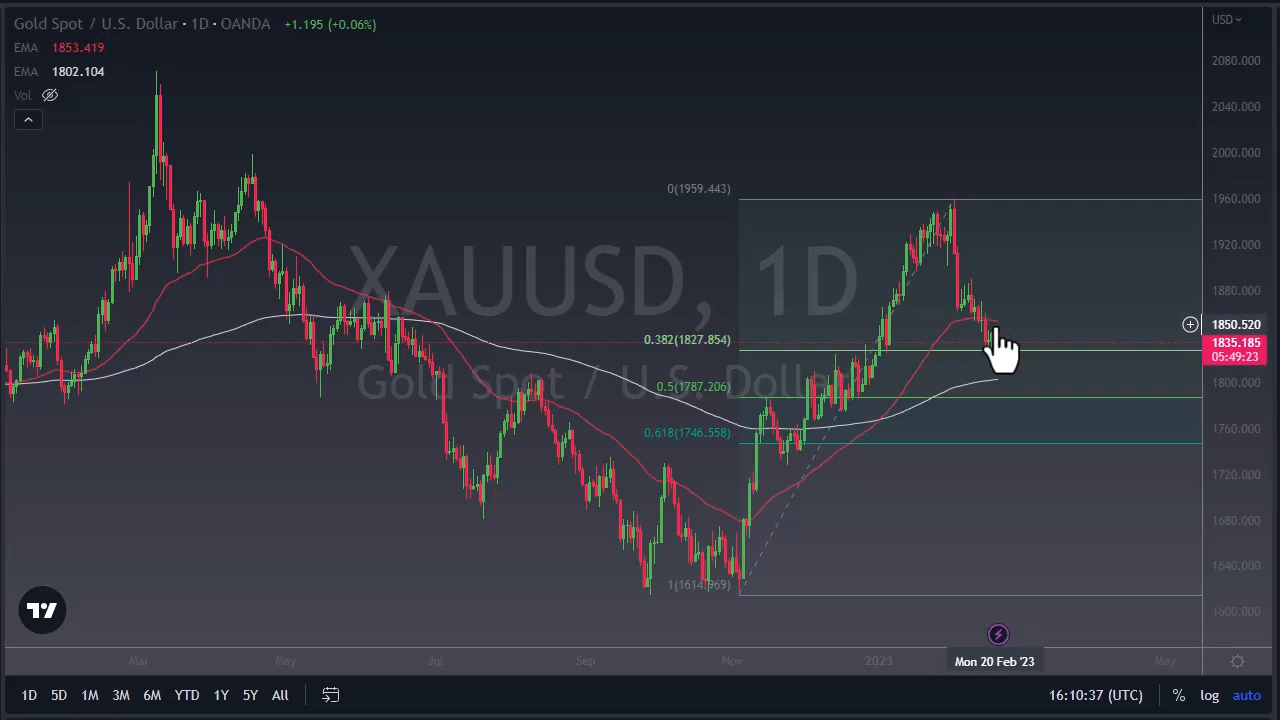 Gold Spot / U.S. Dollar · 1D · OANDA +1.195 (+0.06%)
EMA 1853.419
EMA 1802.104
Vol
USD
2080.000
2040.000
2000.000
1960.000
1920.000
1880.000
1850.520
1835.185
05:49:23
1800.000
1760.000
1720.000
1680.000
1640.000
1600.000
XAUUSD, 1D
Gold Spot / U.S. Dollar
0(1959.443)
0.382(1827.854)
0.5(1787.206)
0.618(1746.558)
1(1614.969)
Mar May Jul Sep Nov 2023 Mon 20 Feb '23 May
1D 5D 1M 3M 6M YTD 1Y 5Y All 16:10:37 (UTC) % log auto